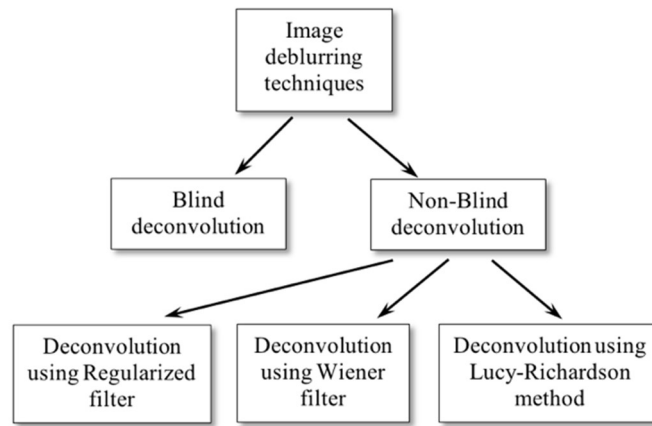 Image
deblurring
techniques
Blind
deconvolution
Non-Blind
deconvolution
Deconvolution
using Regularized
filter
Deconvolution
using Wiener
filter
Deconvolution using
Lucy-Richardson
method